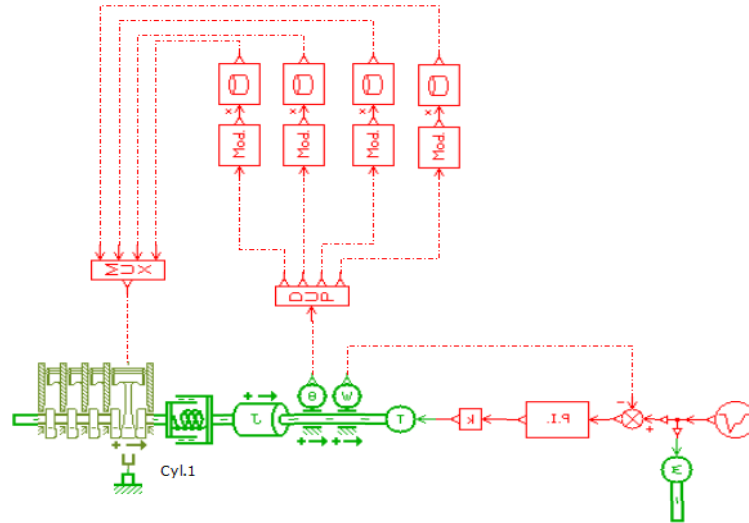 x x x x
Mod. Mod. Mod. Mod.
MUX
DUP
θ ω
J
T
K
P.I.
-
+
+
+ +
+
ω
Cyl.1